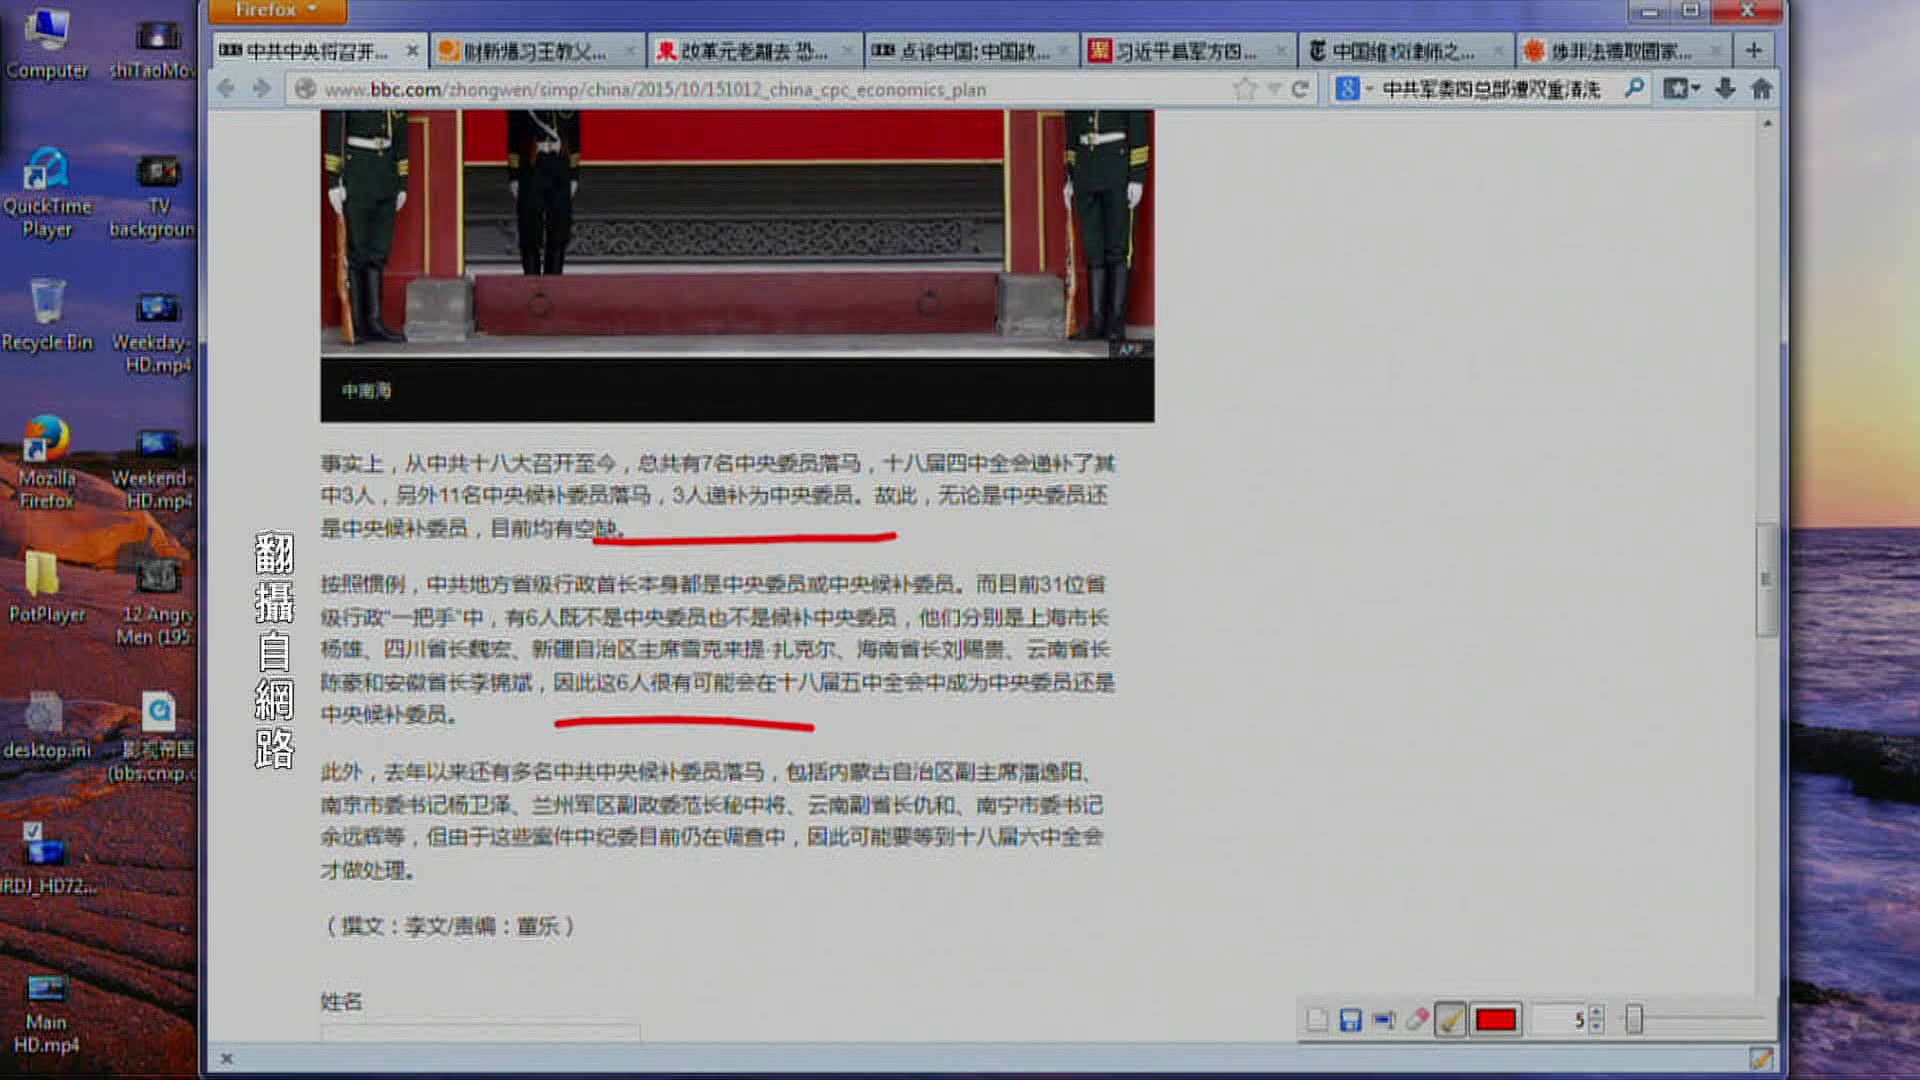 Firefox
中共中央将召开...
财新播习王教父...
改革元老離去 恐...
点评中国:中国政...
习近平昌军方四...
中国维权律师之...
涉非法獲取國家...
www.bbc.com/zhongwen/simp/china/2015/10/151012_china_cpc_economics_plan
中共军委四总部遭双重清洗
Computer
shiTaoMov
QuickTime
Player
TV
backgroun
Recycle Bin
Weekday-
HD.mp4
Mozilla
Firefox
Weekend-
HD.mp4
PotPlayer
12 Angry
Men (195.
desktop.ini
影视帝国
(bbs.cnxp.c
IRDJ_HD72...
Main
HD.mp4
AFP
中南海
事实上，从中共十八大召开至今，总共有7名中央委员落马，十八届四中全会递补了其
中3人，另外11名中央候补委员落马，3人递补为中央委员。故此，无论是中央委员还
是中央候补委员，目前均有空缺。
按照惯例，中共地方省级行政首长本身都是中央委员或中央候补委员。而目前31位省
级行政“一把手”中，有6人既不是中央委员也不是候补中央委员，他们分别是上海市长
杨雄、四川省长魏宏、新疆自治区主席雪克来提·扎克尔、海南省长刘赐贵、云南省长
陈豪和安徽省长李锦斌，因此这6人很有可能会在十八届五中全会中成为中央委员还是
中央候补委员。
此外，去年以来还有多名中共中央候补委员落马，包括内蒙古自治区副主席潘逸阳、
南京市委书记杨卫泽、兰州军区副政委范长秘中将、云南副省长仇和、南宁市委书记
余远辉等，但由于这些案件中纪委目前仍在调查中，因此可能要等到十八届六中全会
才做处理。
（撰文：李文/责编：董乐）
姓名
翻攝自網路
5